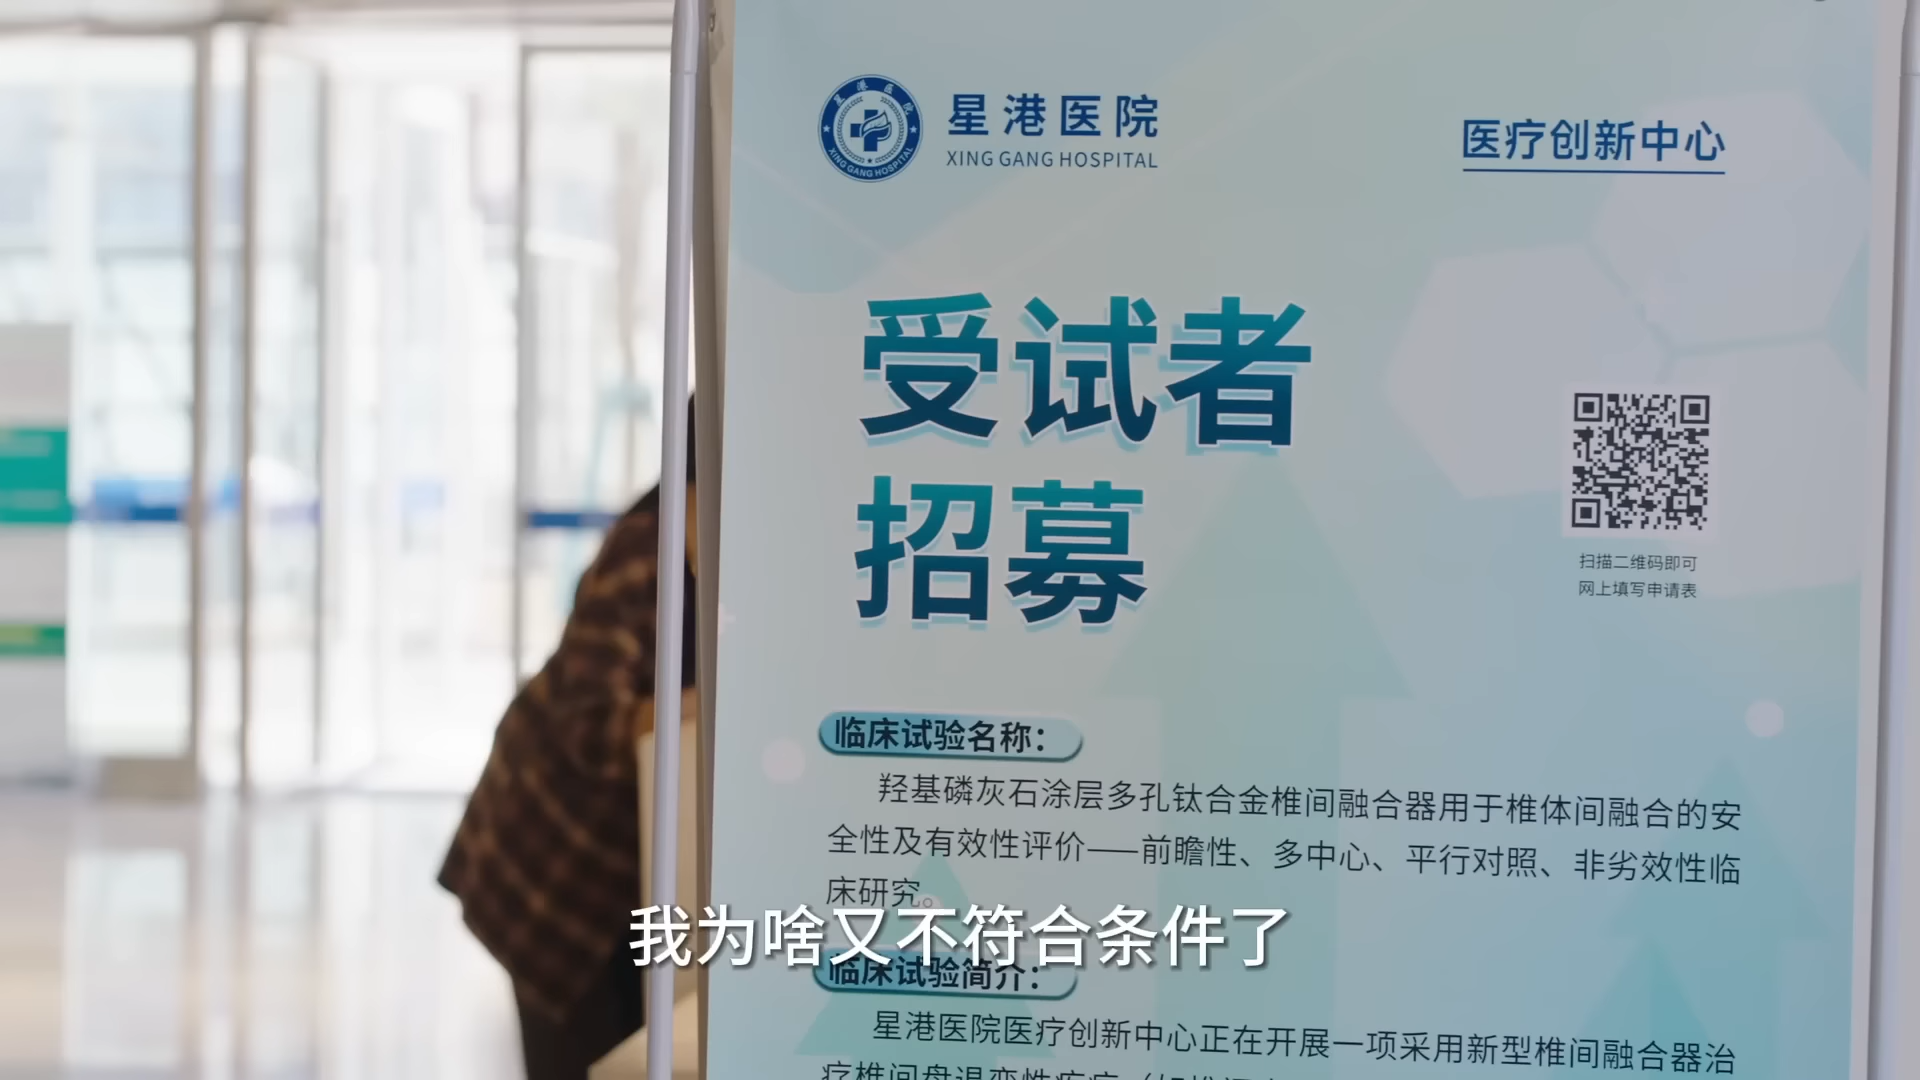 星港医院
XING GANG HOSPITAL
星港医院
XING GANG HOSPITAL
医疗创新中心
受试者
招募
扫描二维码即可
网上填写申请表
临床试验名称：
羟基磷灰石涂层多孔钛合金椎间融合器用于椎体间融合的安
全性及有效性评价——前瞻性、多中心、平行对照、非劣效性临
床研究。
我为啥又不符合条件了
临床试验简介：
星港医院医疗创新中心正在开展一项采用新型椎间融合器治
疗椎间盘退变性疾病